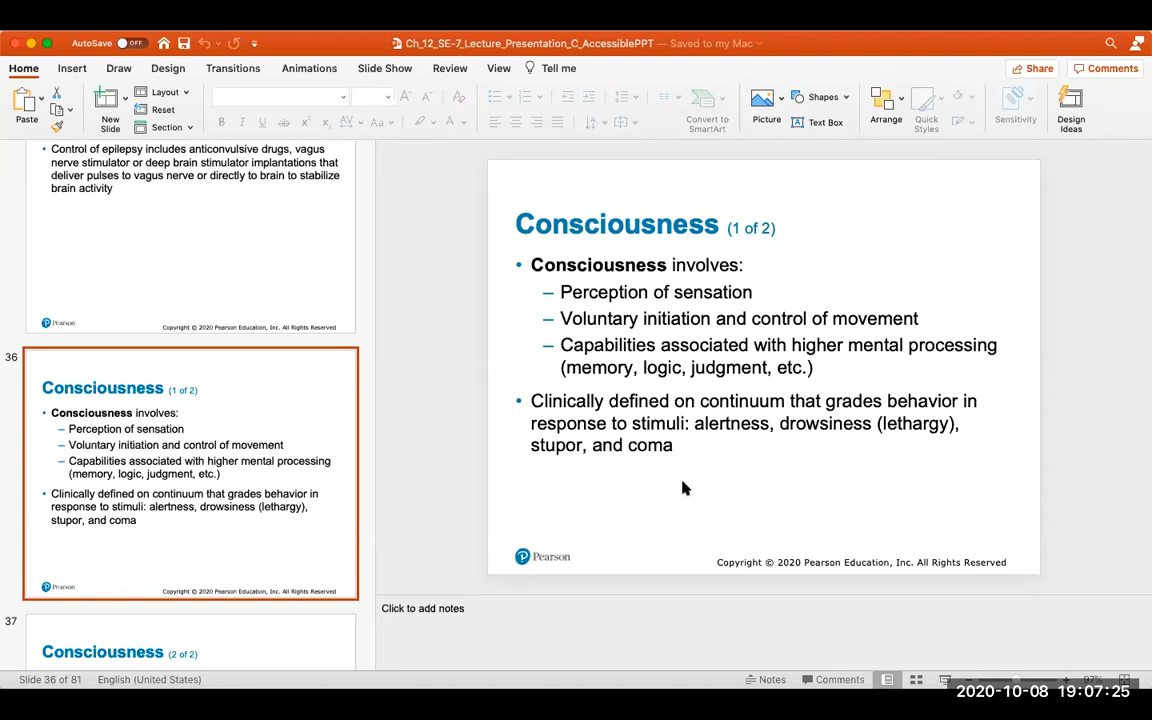 AutoSave OFF
Ch_12_SE-7_Lecture_Presentation_C_AccessiblePPT — Saved to my Mac
Home Insert Draw Design Transitions Animations Slide Show Review View Tell me Share Comments
Paste New Slide Layout Reset Section Convert to SmartArt Picture Shapes Text Box Arrange Quick Styles Sensitivity Design Ideas
• Control of epilepsy includes anticonvulsive drugs, vagus
nerve stimulator or deep brain stimulator implantations that
deliver pulses to vagus nerve or directly to brain to stabilize
brain activity
Pearson Copyright © 2020 Pearson Education, Inc. All Rights Reserved
36
Consciousness (1 of 2)
• Consciousness involves:
– Perception of sensation
– Voluntary initiation and control of movement
– Capabilities associated with higher mental processing
(memory, logic, judgment, etc.)
• Clinically defined on continuum that grades behavior in
response to stimuli: alertness, drowsiness (lethargy),
stupor, and coma
Pearson Copyright © 2020 Pearson Education, Inc. All Rights Reserved
37
Consciousness (2 of 2)
Consciousness (1 of 2)
• Consciousness involves:
– Perception of sensation
– Voluntary initiation and control of movement
– Capabilities associated with higher mental processing
(memory, logic, judgment, etc.)
• Clinically defined on continuum that grades behavior in
response to stimuli: alertness, drowsiness (lethargy),
stupor, and coma
Pearson Copyright © 2020 Pearson Education, Inc. All Rights Reserved
Click to add notes
Slide 36 of 81 English (United States) Notes Comments 97%
2020-10-08 19:07:25